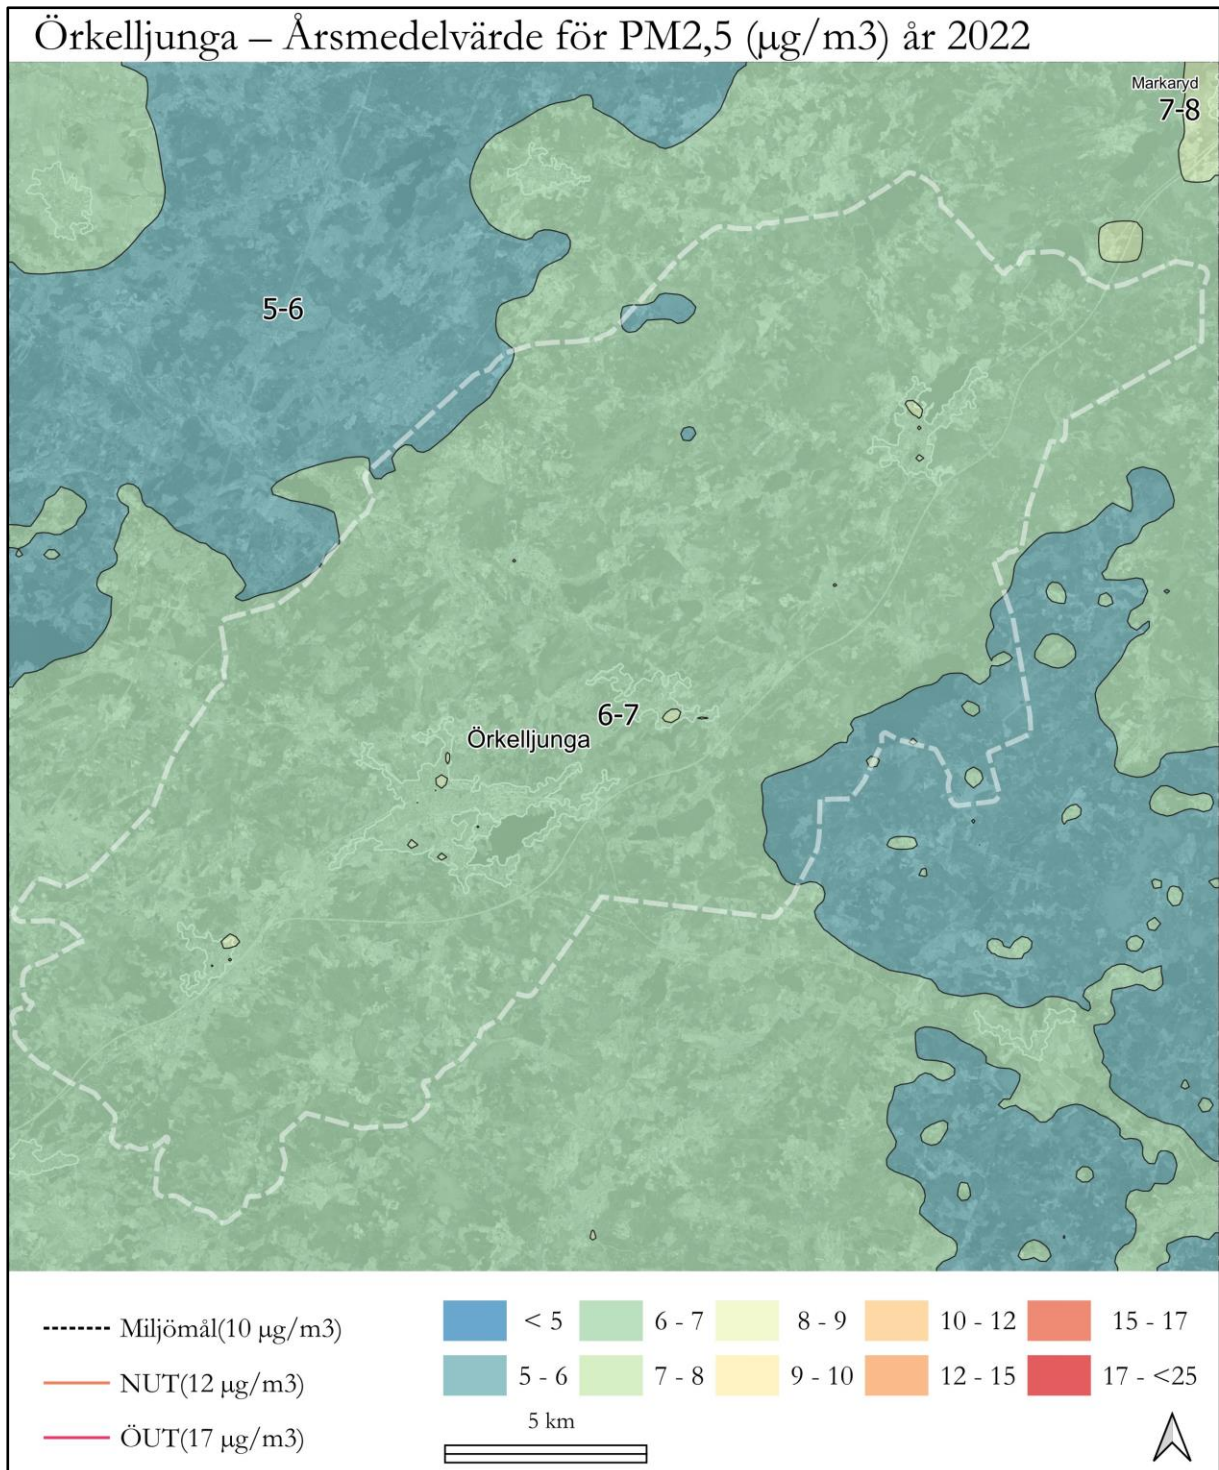 Örkelljunga – Årsmedelvärde för PM2,5 (µg/m3) år 2022
Markaryd
7-8
5-6
6-7
Örkelljunga
Miljömål(10 µg/m3)
NUT(12 µg/m3)
ÖUT(17 µg/m3)
< 5
6 - 7
8 - 9
10 - 12
15 - 17
5 - 6
7 - 8
9 - 10
12 - 15
17 - <25
5 km